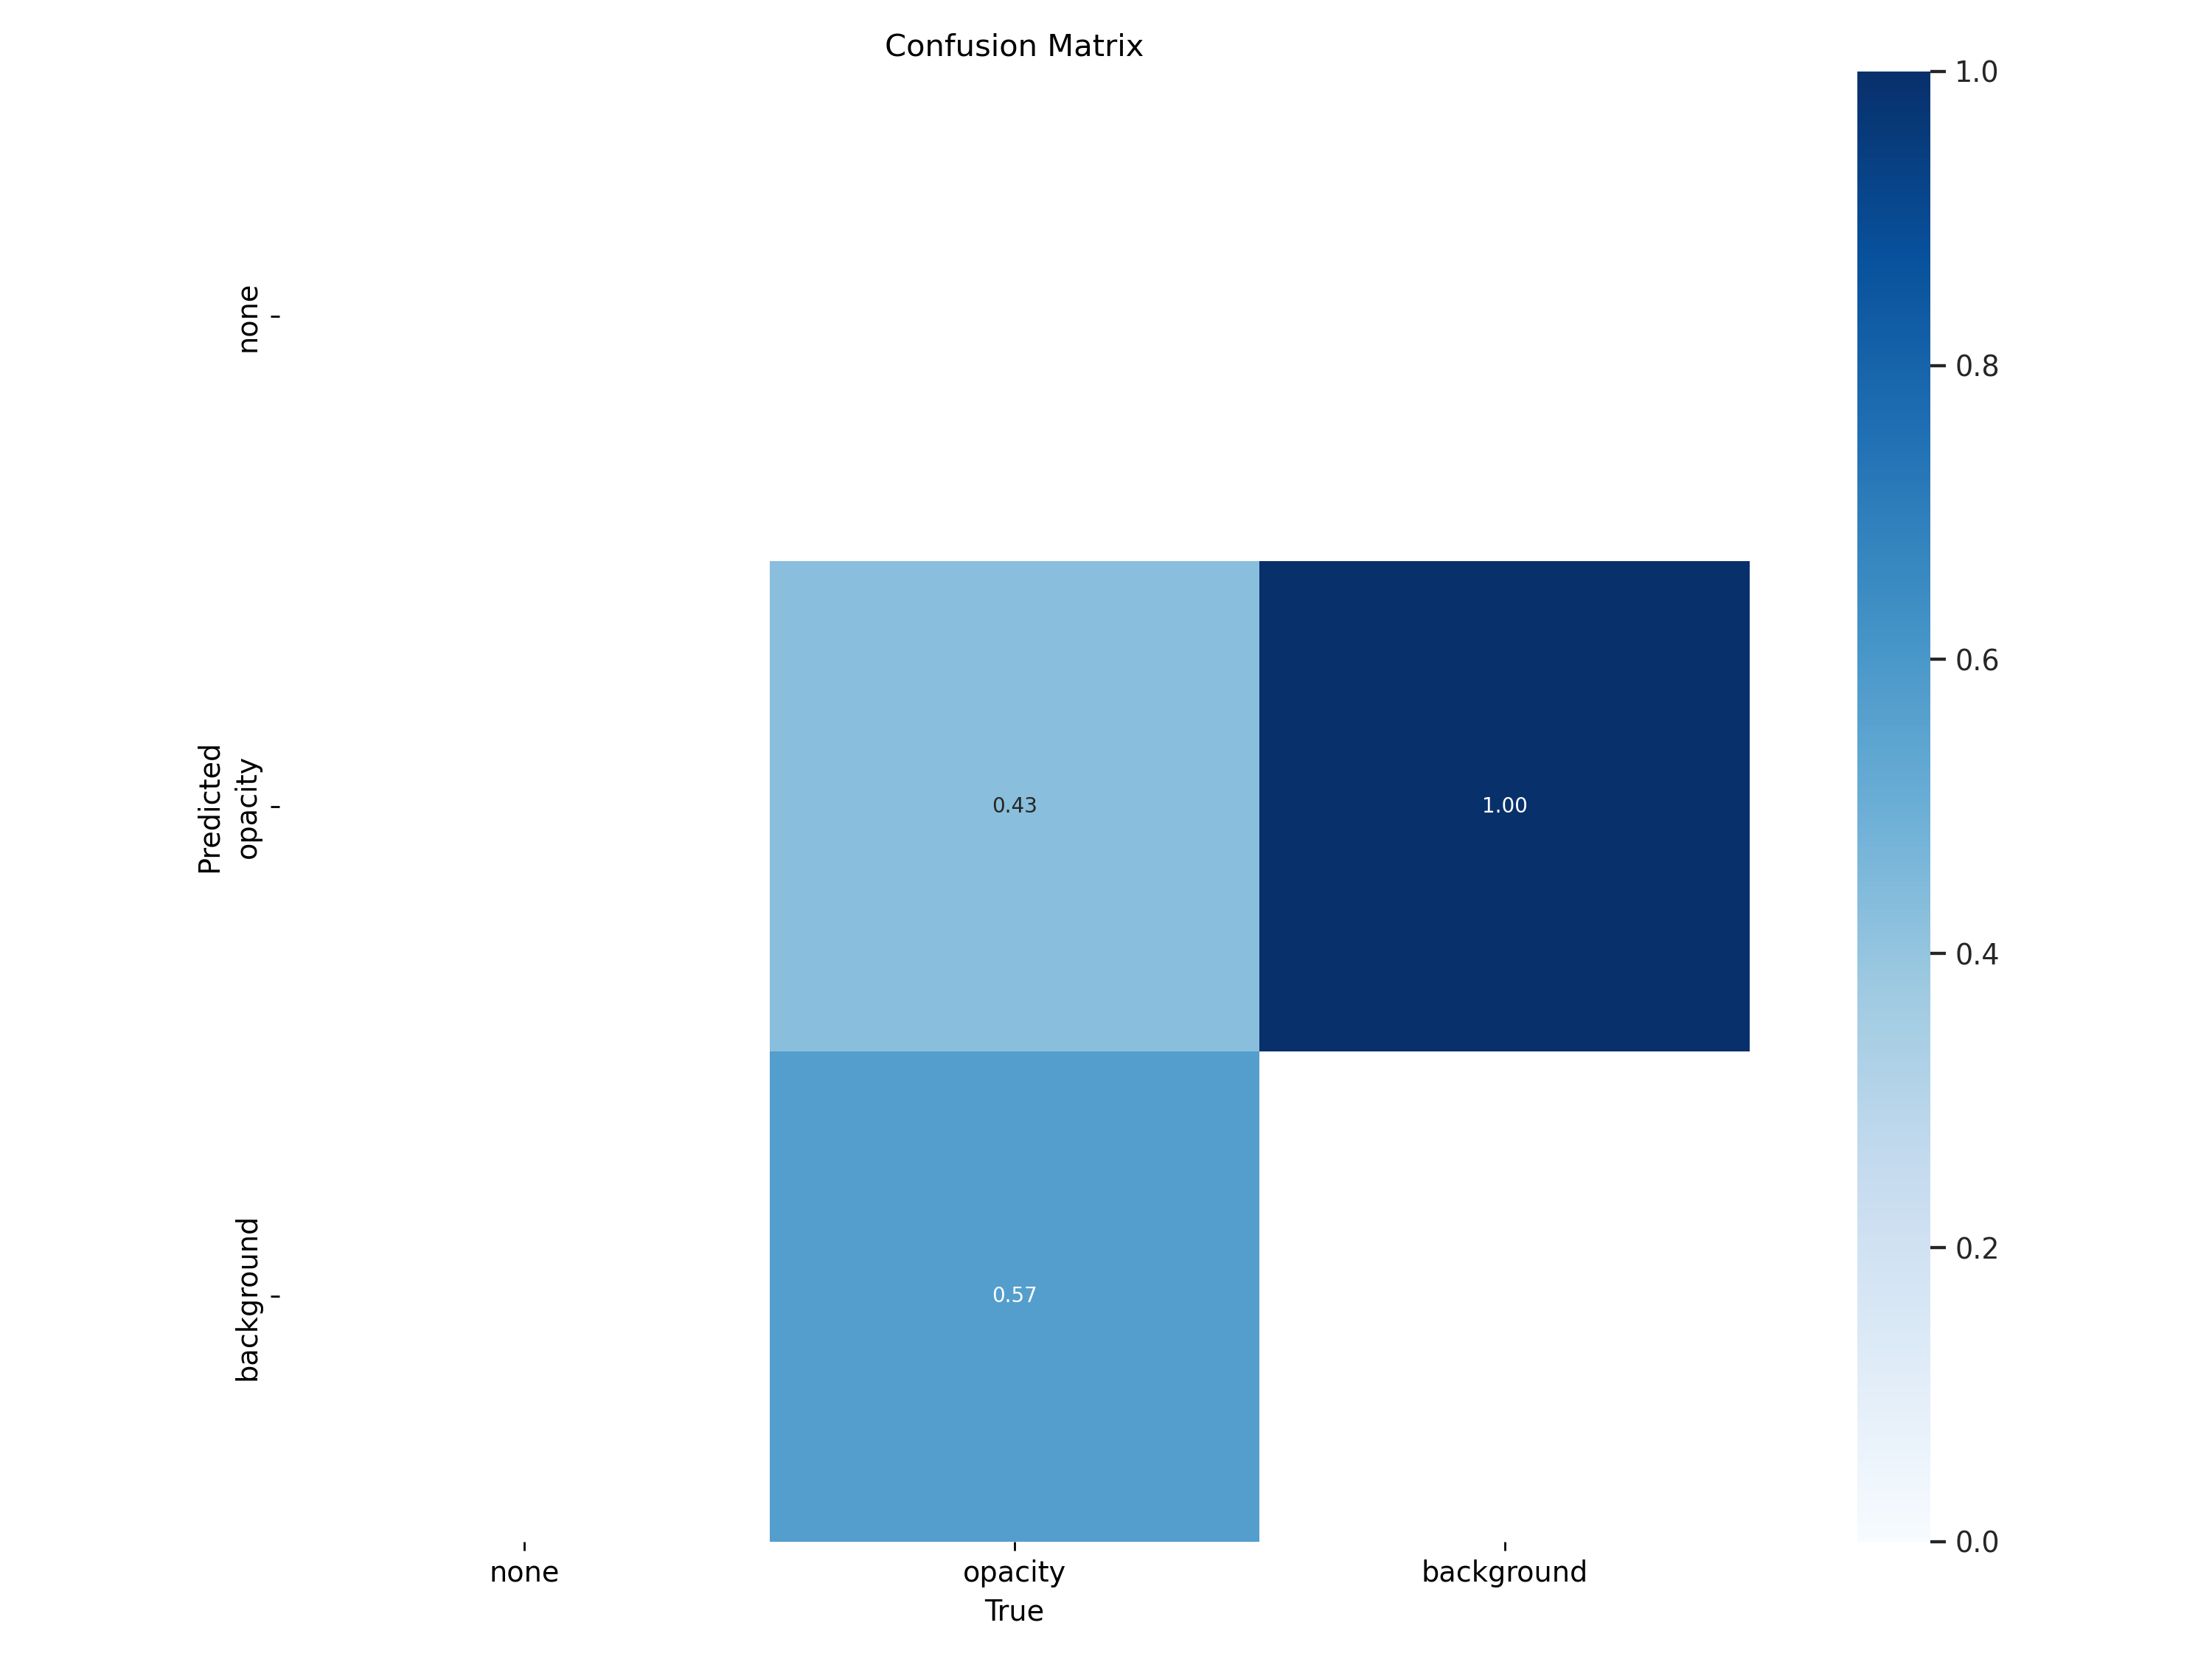 Confusion Matrix
1.0
0.8
0.6
0.4
0.2
0.0
Predicted
none
opacity
background
0.43
1.00
0.57
none
opacity
background
True